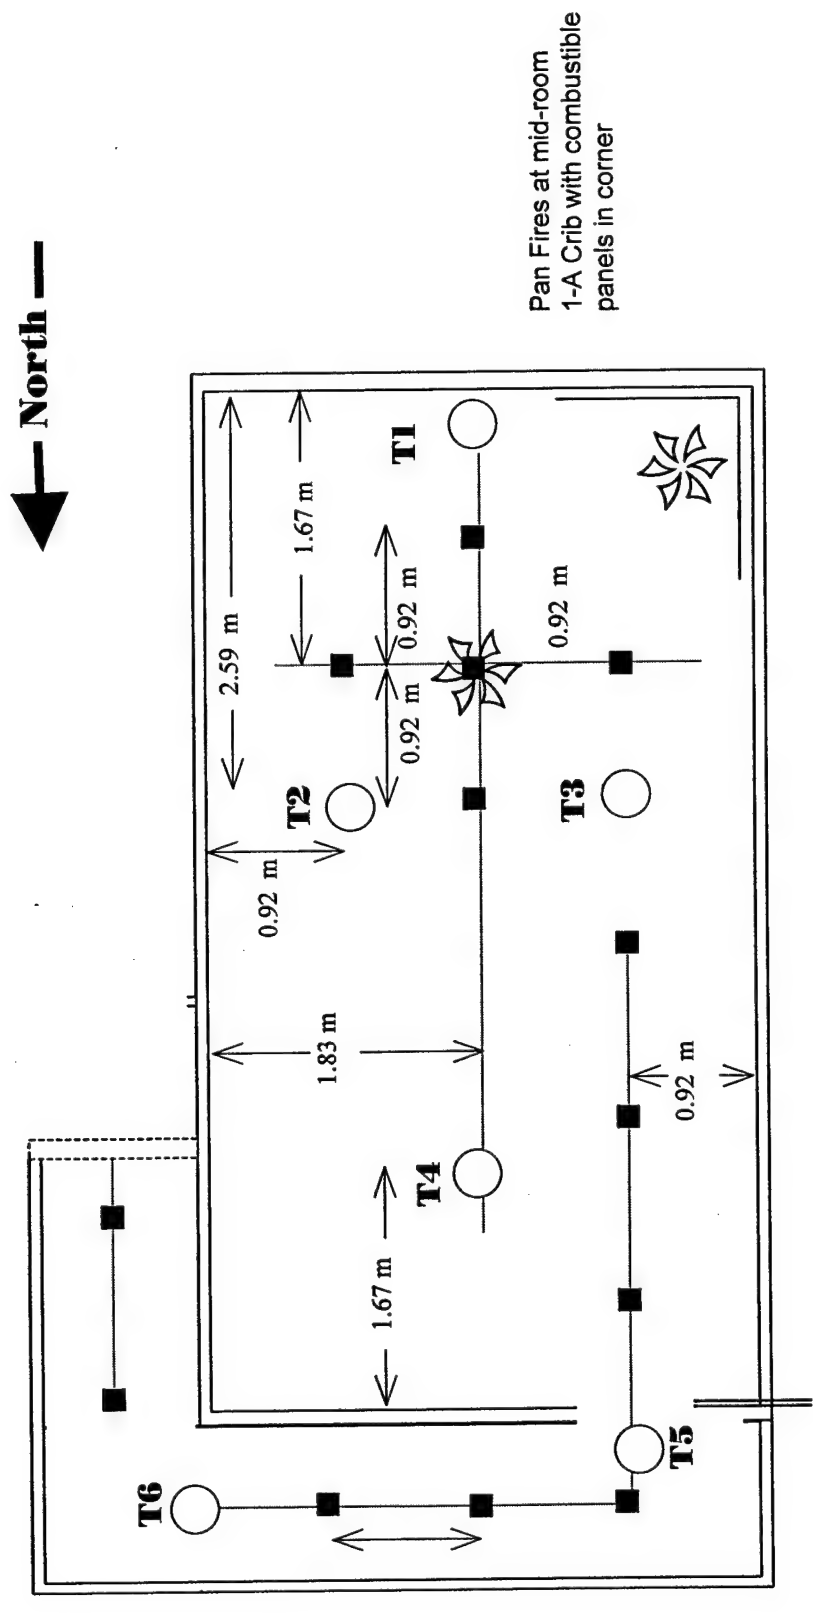 North
Pan Fires at mid-room
1-A Crib with combustible
panels in corner
2.59 m
1.67 m
0.92 m
0.92 m
0.92 m
T1
T2
T3
0.92 m
1.83 m
0.92 m
T4
1.67 m
T5
T6